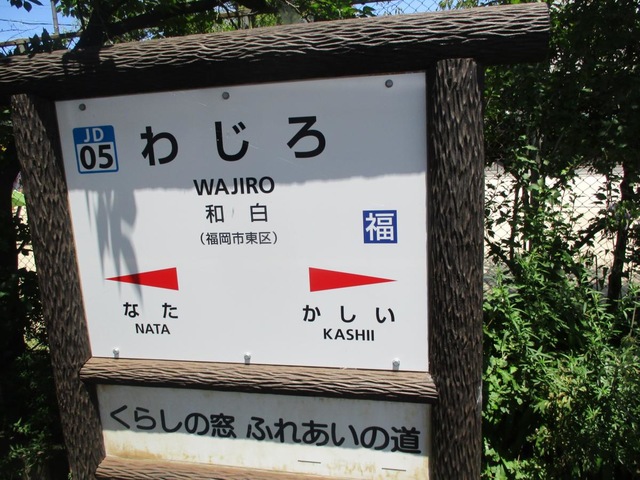 JD
05
わじろ
WAJIRO
和白
(福岡市東区)
福
なた
NATA
かしい
KASHII
くらしの窓 ふれあいの道